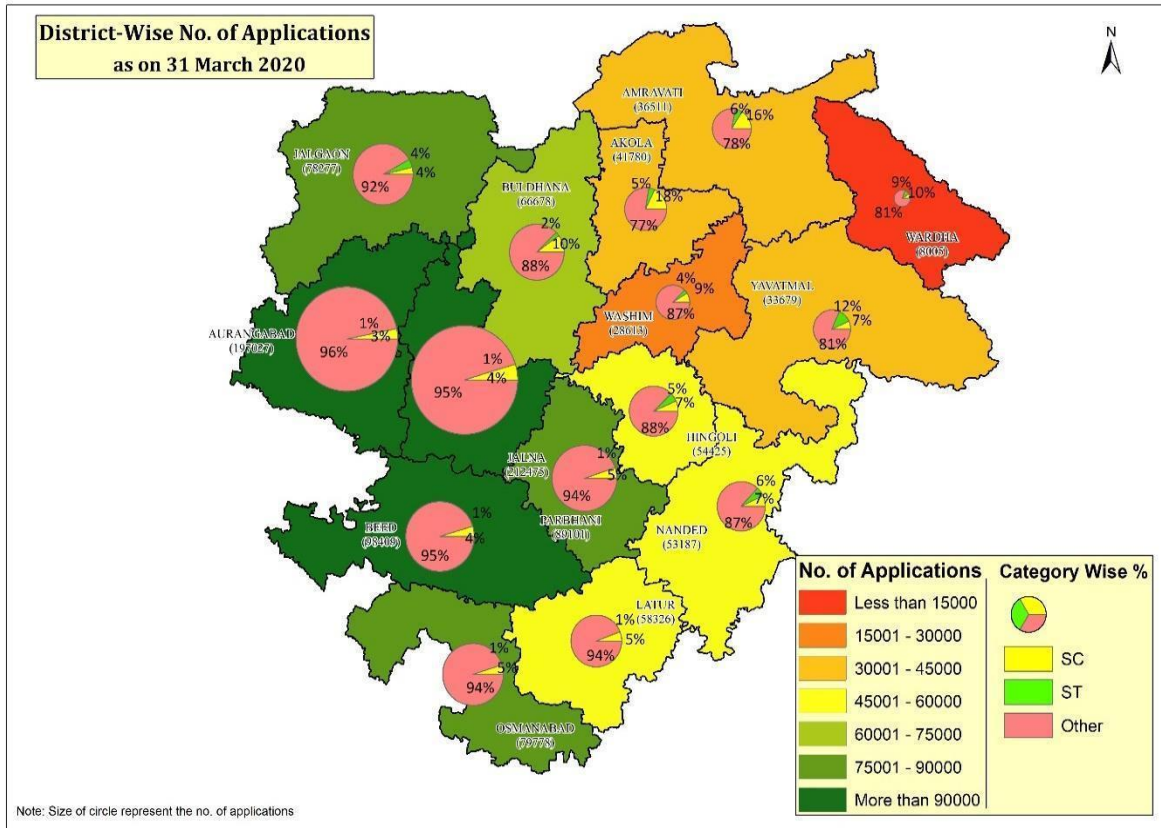 District-Wise No. of Applications
as on 31 March 2020
N
AMRAVATI
(36511)
6%
16%
78%
AKOLA
(41780)
5%
18%
77%
JALGAON
(78277)
4%
4%
92%
BULDHANA
(66678)
2%
10%
88%
9%
10%
81%
WARDHA
(8005)
WASHIM
(28613)
4%
9%
87%
YAVATMAL
(33679)
12%
7%
81%
AURANGABAD
(197027)
1%
3%
96%
1%
4%
95%
JALNA
(212475)
5%
7%
88%
HINGOLI
(54425)
1%
5%
94%
PARBHANI
(89101)
6%
7%
87%
NANDED
(53187)
BEED
1%
4%
95%
LATUR
(58326)
1%
5%
94%
1%
5%
94%
OSMANABAD
(79778)
No. of Applications
Less than 15000
15001 - 30000
30001 - 45000
45001 - 60000
60001 - 75000
75001 - 90000
More than 90000
Category Wise %
SC
ST
Other
Note: Size of circle represent the no. of applications